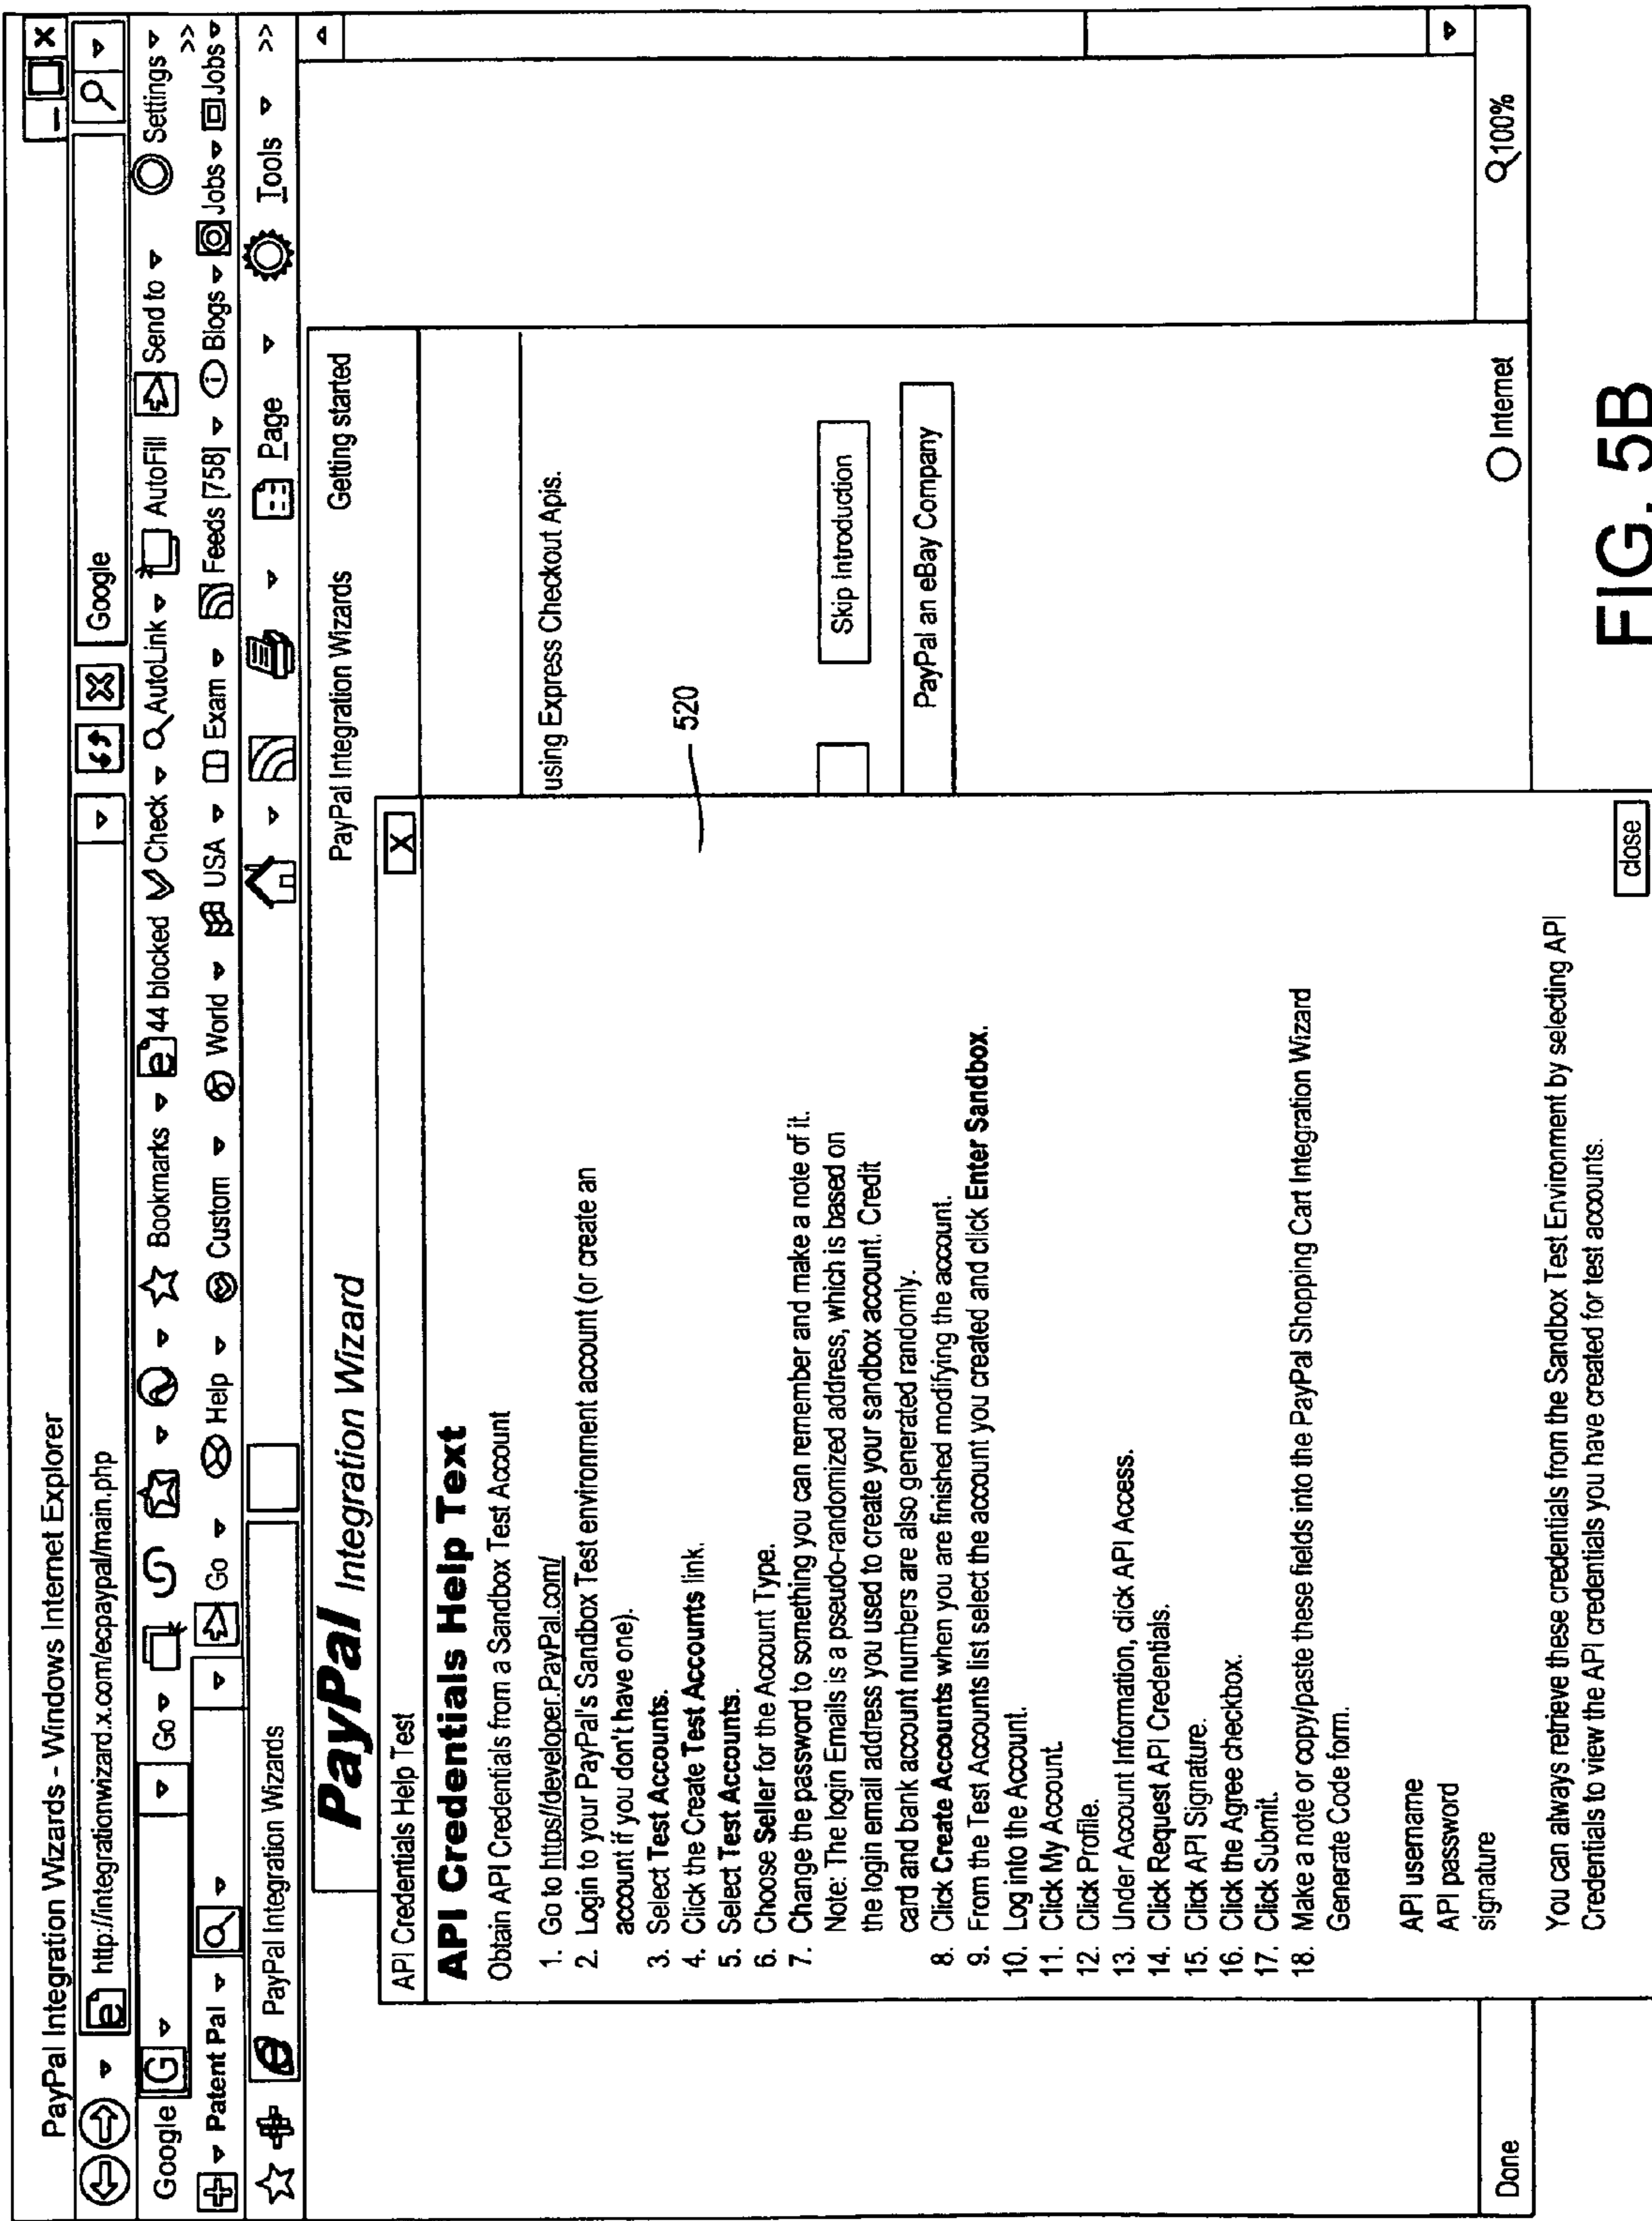 PayPal Integration Wizards - Windows Internet Explorer
http://integrationwizard.x.com/ecpaypal/main.php
Google
Google G Go Bookmarks 44 blocked Check AutoLink AutoFill Send to Settings
>>
Patent Pal Go Help Custom World USA Exam Feeds [758] Blogs Jobs Jobs
PayPal Integration Wizards Page Tools >>
PayPal Integration Wizard
PayPal Integration Wizards Getting started
API Credentials Help Test X
API Credentials Help Text
Obtain API Credentials from a Sandbox Test Account
using Express Checkout Apis.
1. Go to https//developer.PayPal.com/
2. Login to your PayPal's Sandbox Test environment account (or create an
account if you don't have one).
3. Select Test Accounts.
4. Click the Create Test Accounts link.
5. Select Test Accounts.
6. Choose Seller for the Account Type.
7. Change the password to something you can remember and make a note of it.
Note: The login Emails is a pseudo-randomized address, which is based on
the login email address you used to create your sandbox account. Credit
card and bank account numbers are also generated randomly.
8. Click Create Accounts when you are finished modifying the account.
9. From the Test Accounts list select the account you created and click Enter Sandbox.
10. Log into the Account.
11. Click My Account.
12. Click Profile.
13. Under Account Information, click API Access.
14. Click Request API Credentials.
15. Click API Signature.
16. Click the Agree checkbox.
17. Click Submit.
18. Make a note or copy/paste these fields into the PayPal Shopping Cart Integration Wizard
Generate Code form.
API username
API password
signature
You can always retrieve these credentials from the Sandbox Test Environment by selecting API
Credentials to view the API credentials you have created for test accounts.
close
520
Skip Introduction
PayPal an eBay Company
Done
Internet
100%
FIG. 5B